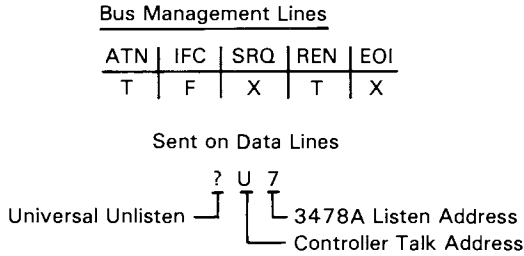 Bus Management Lines
ATN IFC SRQ REN EOI
T F X T X
Sent on Data Lines
? U 7
Universal Unlisten 3478A Listen Address
Controller Talk Address